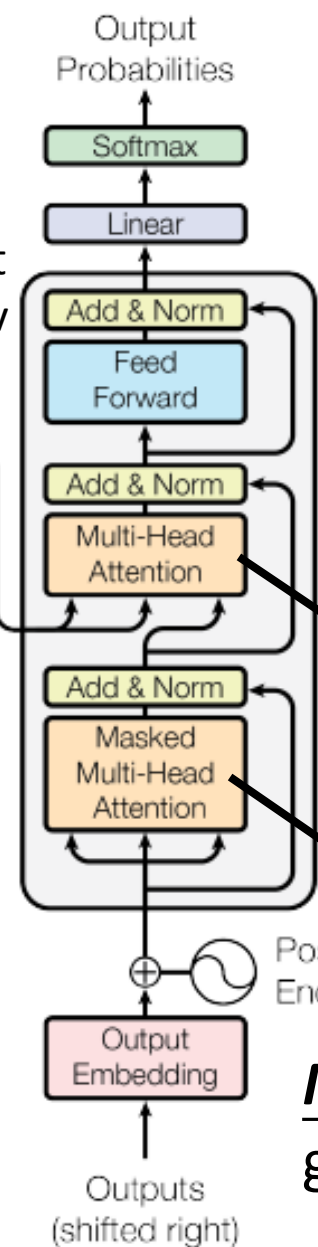 Output
Probabilities
Softmax
Linear
Add & Norm
Feed
Forward
Add & Norm
Multi-Head
Attention
Add & Norm
Masked
Multi-Head
Attention
Output
Embedding
Outputs
(shifted right)